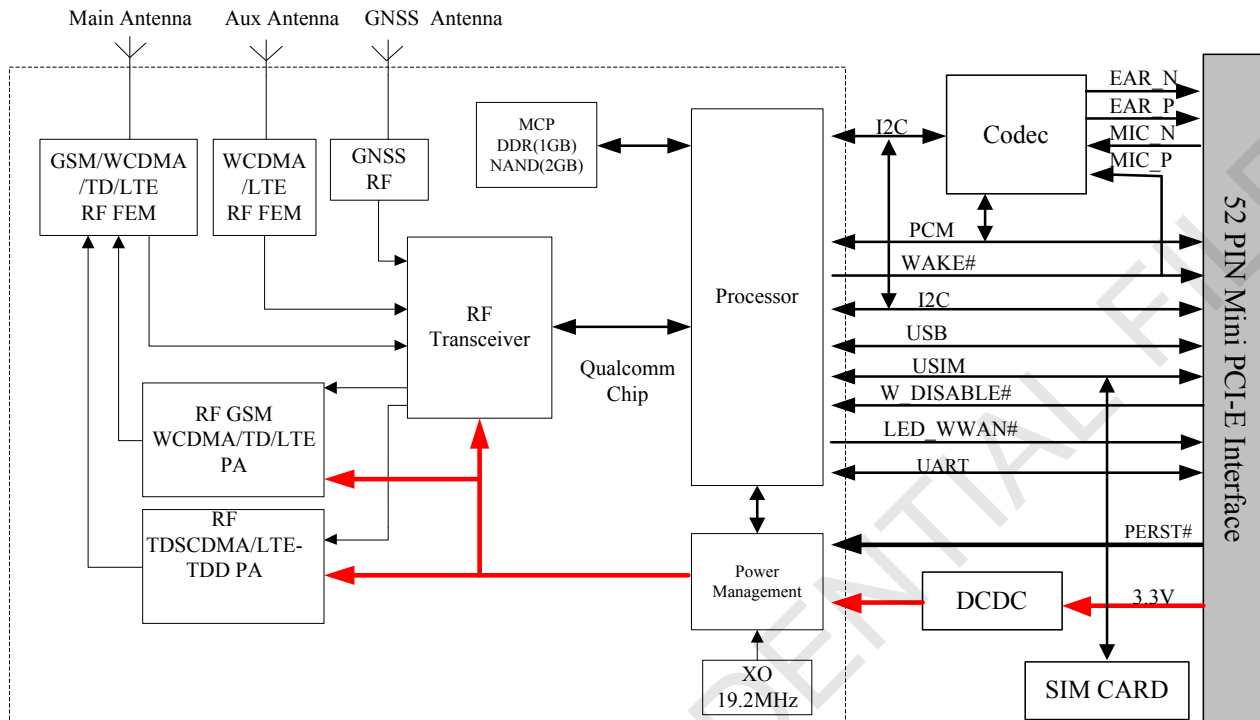 Main Antenna
Aux Antenna
GNSS Antenna
GSM/WCDMA
/TD/LTE
RF FEM
WCDMA
/LTE
RF FEM
GNSS
RF
MCP
DDR(1GB)
NAND(2GB)
RF
Transceiver
Qualcomm
Chip
Processor
RF GSM
WCDMA/TD/LTE
PA
RF
TDSCDMA/LTE-
TDD PA
Power
Management
XO
19.2MHz
I2C
Codec
EAR_N
EAR_P
MIC_N
MIC_P
PCM
WAKE#
I2C
USB
USIM
W_DISABLE#
LED_WWAN#
UART
PERST#
DCDC
3.3V
SIM CARD
52 PIN Mini PCI-E Interface
DENTIAL FILE